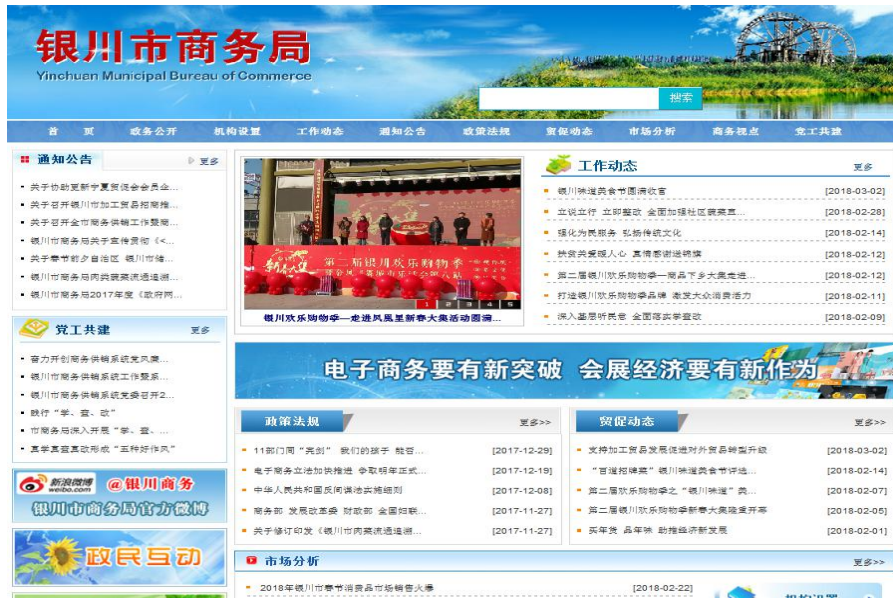 银川市商务局
Yinchuan Municipal Bureau of Commerce
搜索
首 页 政务公开 机构设置 工作动态 通知公告 政策法规 贸促动态 市场分析 商务视点 党工共建
通知公告 更多
关于协助更新宁夏贸促会会员企...
关于召开银川市加工贸易招商推...
关于召开全市商务供销工作暨商...
银川市商务局关于宣传贯彻《<...
关于春节前夕自治区 银川市储...
银川市商务局肉类蔬菜流通追溯...
银川市商务局2017年度《政府网...
党工共建 更多
奋力开创商务供销系统党风廉...
银川市商务供销系统工作暨系...
银川市商务供销系统党委召开2...
践行“学、查、改”
市商务局深入开展“学、查、...
真学真查真改形成“五种好作风”
新浪微博
weibo.com
@银川商务
银川市商务局官方微博
政民互动
第二届银川欢乐购物季
1 2 3 4 5
银川欢乐购物季—走进凤凰里新春大集活动圆满...
工作动态 更多
银川味道美食节圆满收官 [2018-03-02]
立说立行 立即整改 全面加强社区蔬菜直... [2018-02-28]
强化为民服务 弘扬传统文化 [2018-02-14]
扶贫关爱暖人心 真情感谢送锦旗 [2018-02-12]
第二届银川欢乐购物季—商品下乡大集走进... [2018-02-12]
打造银川欢乐购物季品牌 激发大众消费活力 [2018-02-11]
深入基层听民意 全面落实学查改 [2018-02-09]
电子商务要有新突破 会展经济要有新作为
政策法规 更多>>
11部门同“亮剑” 我们的孩子 能否... [2017-12-29]
电子商务立法加快推进 争取明年正式... [2017-12-19]
中华人民共和国反间谍法实施细则 [2017-12-08]
商务部 发展改革委 财政部 全国妇联... [2017-11-27]
关于修订印发《银川市肉菜流通追溯... [2017-11-27]
贸促动态 更多>>
支持加工贸易发展促进对外贸易转型升级 [2018-03-02]
“百道招牌菜”银川味道美食节评选... [2018-02-14]
第二届欢乐购物季之“银川味道”美... [2018-02-07]
第二届银川欢乐购物季新春大集隆重开幕 [2018-02-05]
买年货 品年味 助推经济新发展 [2018-02-01]
市场分析 更多>>
2018年银川市春节消费品市场销售火爆 [2018-02-22]